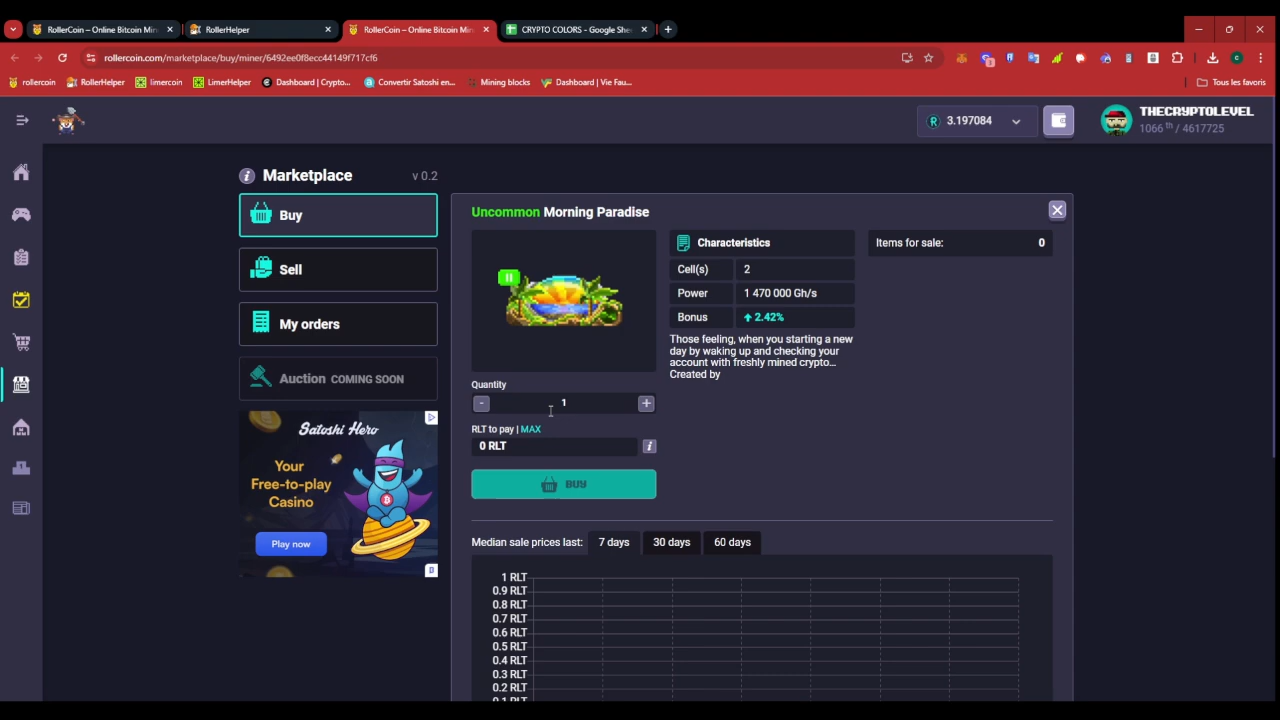 RollerCoin – Online Bitcoin Min
RollerHelper
RollerCoin – Online Bitcoin Min
CRYPTO COLORS - Google She
rollercoin.com/marketplace/buy/miner/6492ee0f8ecc44149f717cf6
rollercoin
RollerHelper
limercoin
LimerHelper
Dashboard | Crypto...
Convertir Satoshi en...
Mining blocks
Dashboard | Vie Fau...
Tous les favoris
3.197084
THECRYPTOLEVEL
1066 th / 4617725
Marketplace
v 0.2
Buy
Sell
My orders
Auction COMING SOON
Satoshi Hero
Your
Free-to-play
Casino
Play now
Uncommon Morning Paradise
II
Quantity
- 1 +
RLT to pay | MAX
0 RLT
BUY
Characteristics
Cell(s) 2
Power 1 470 000 Gh/s
Bonus 2.42%
Those feeling, when you starting a new
day by waking up and checking your
account with freshly mined crypto...
Created by
Items for sale: 0
Median sale prices last: 7 days 30 days 60 days
1 RLT
0.9 RLT
0.8 RLT
0.7 RLT
0.6 RLT
0.5 RLT
0.4 RLT
0.3 RLT
0.2 RLT
0.1 RLT